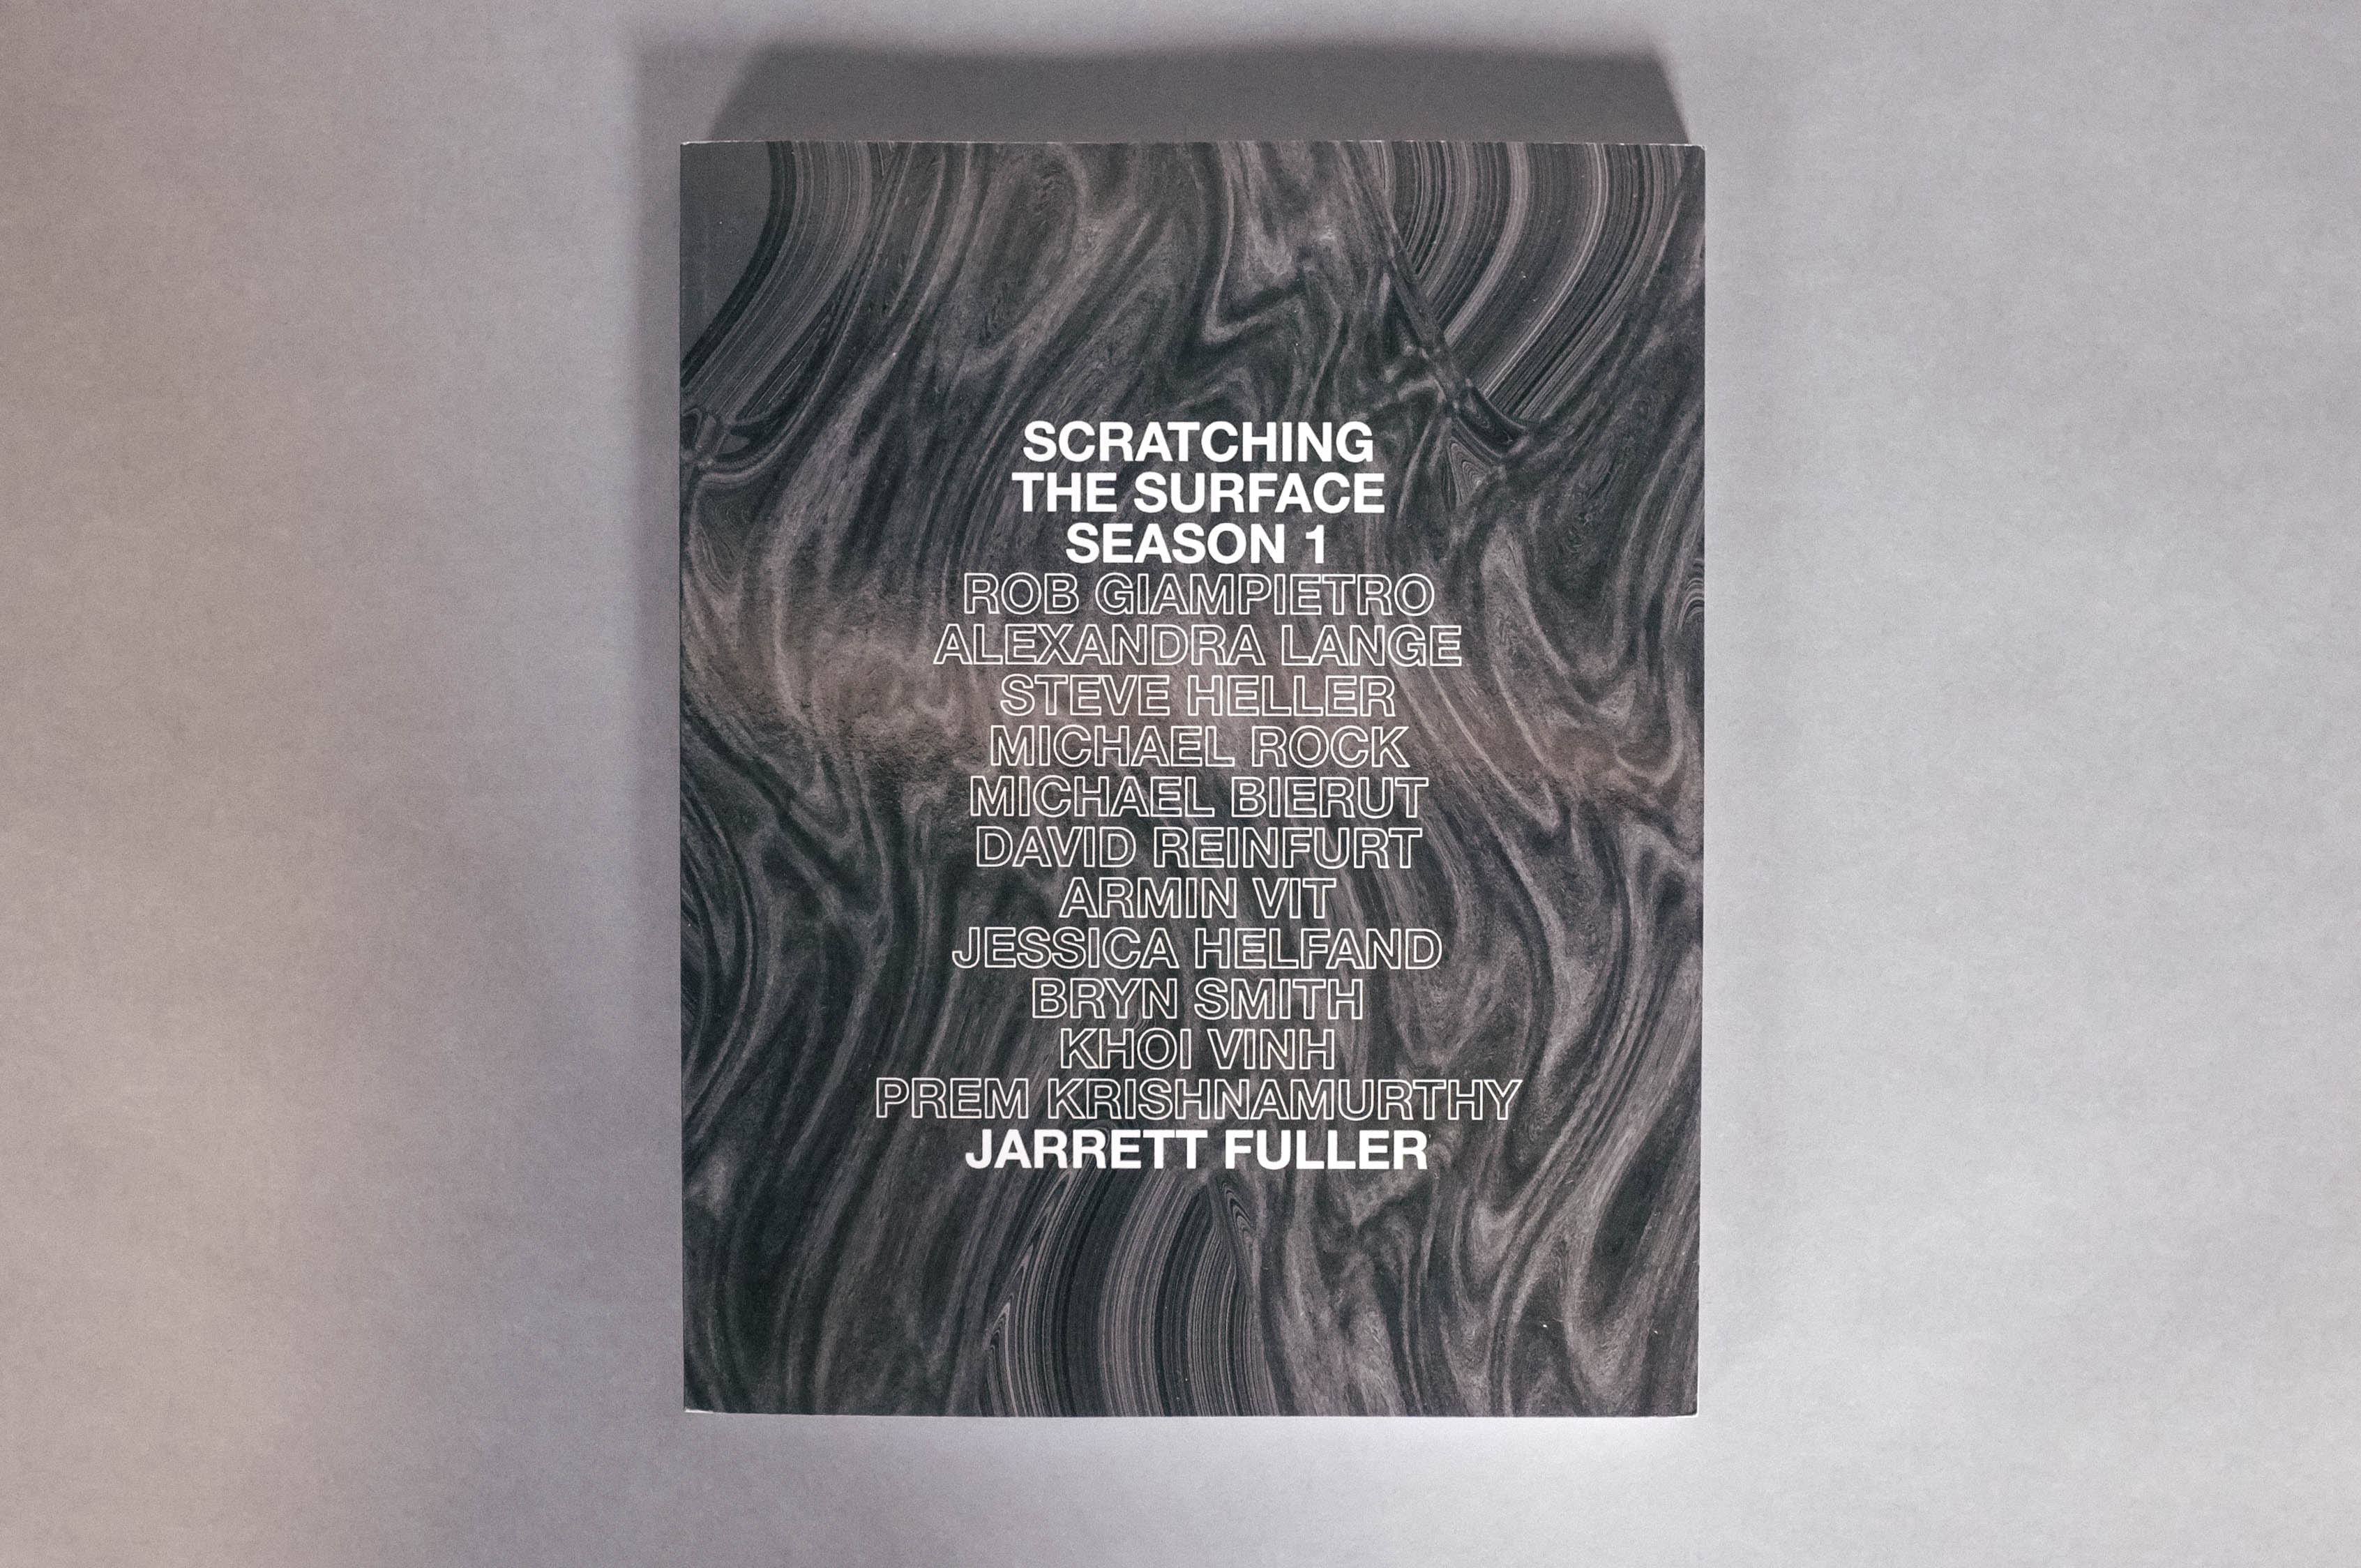 SCRATCHING
THE SURFACE
SEASON 1
ROB GIAMPIETRO
ALEXANDRA LANGE
STEVE HELLER
MICHAEL ROCK
MICHAEL BIERUT
DAVID REINFURT
ARMIN VIT
JESSICA HELFAND
BRYN SMITH
KHOI VINH
PREM KRISHNAMURTHY
JARRETT FULLER